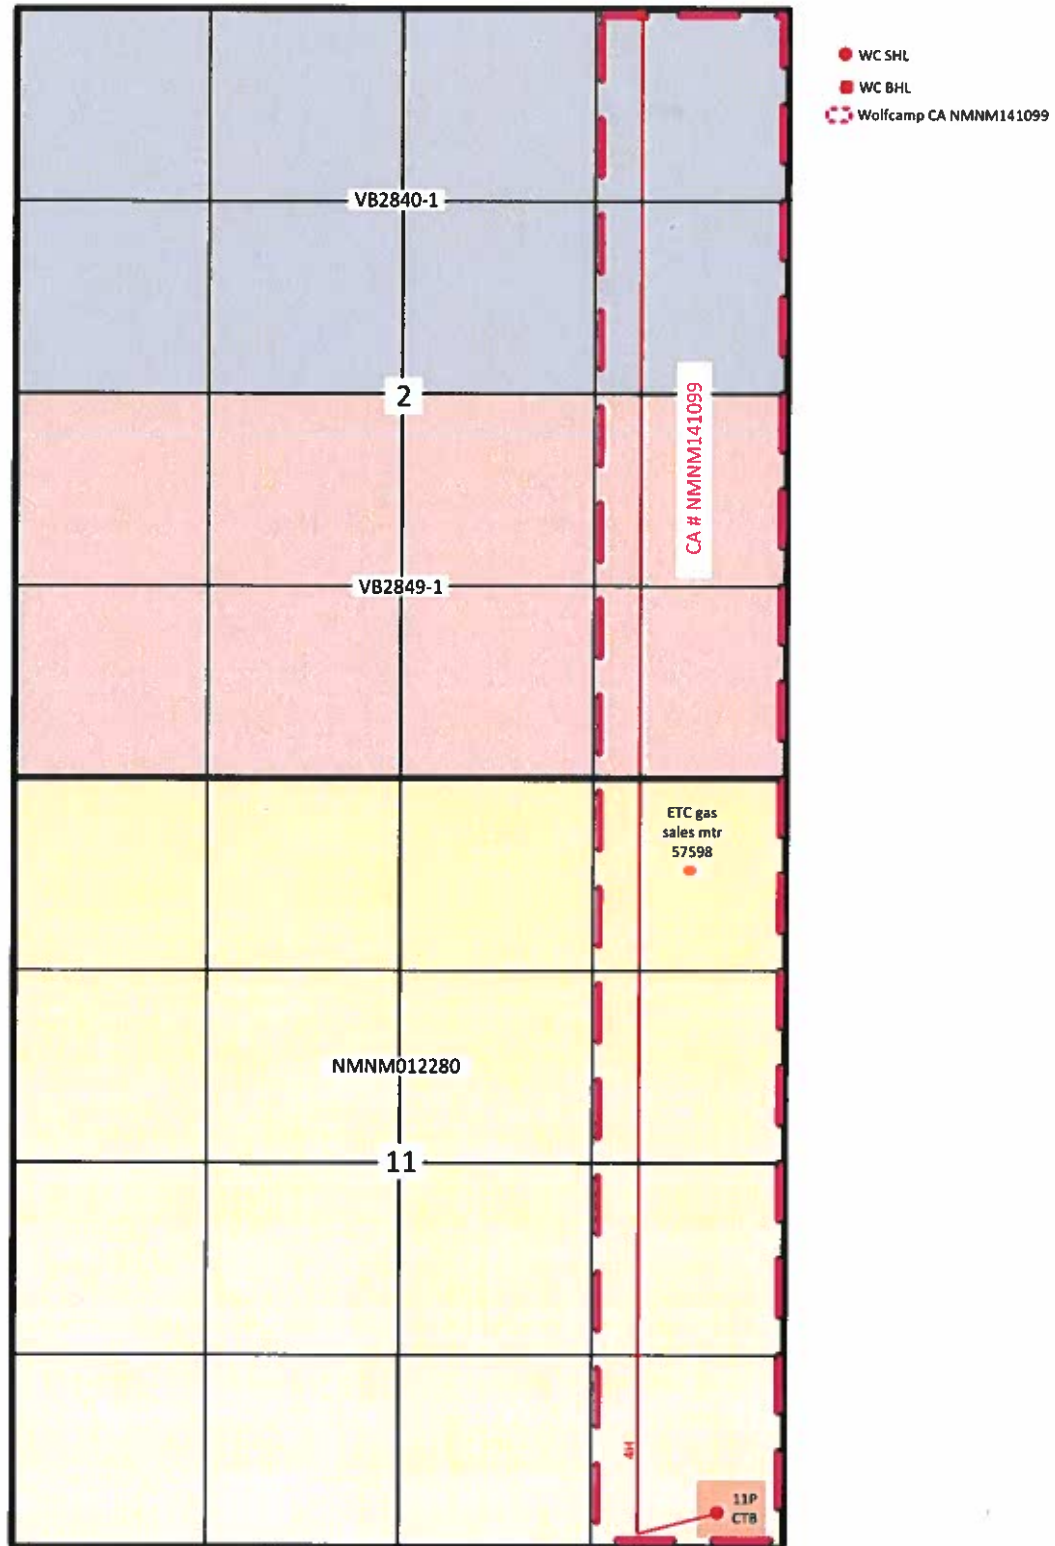 WC SHL
WC BHL
Wolfcamp CA NMNM141099
VB2840-1
2
CA # NMNM141099
VB2849-1
ETC gas
sales mtr
57598
NMNM012280
11
4H
11P
CTB